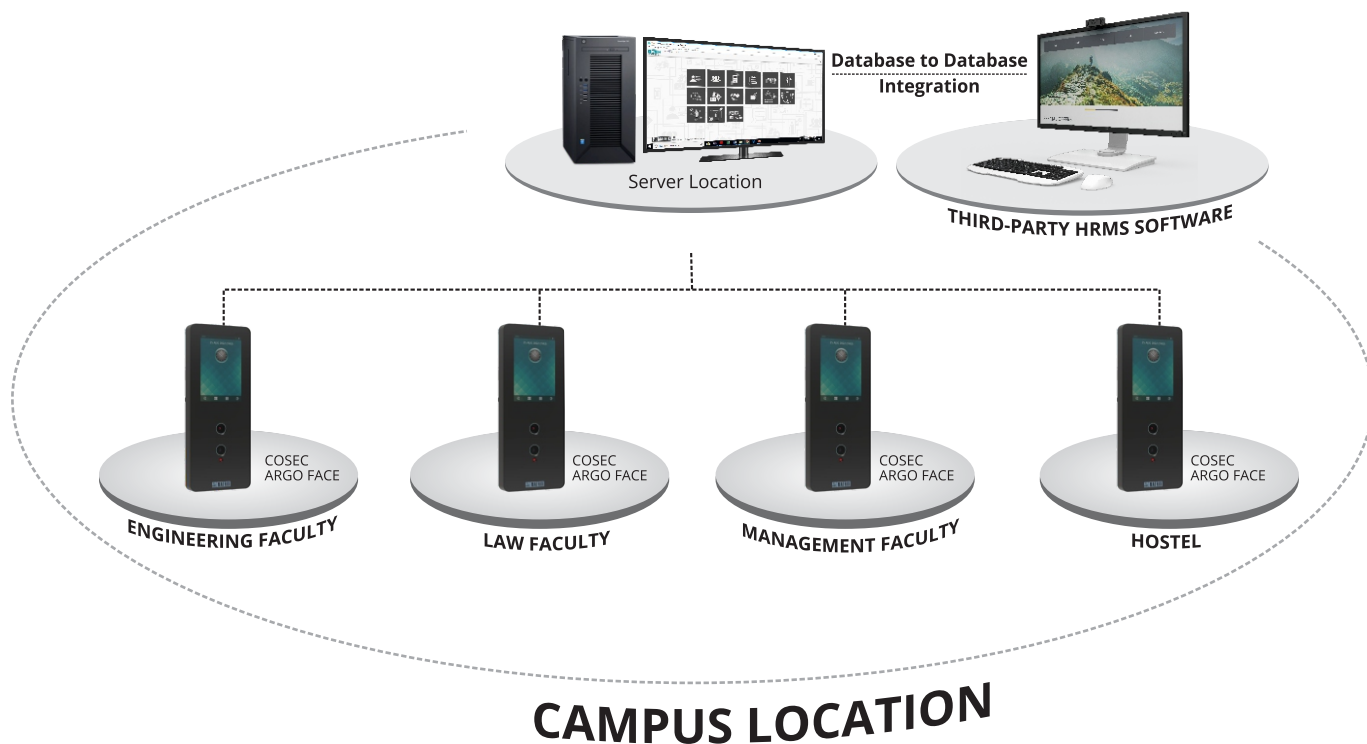 Database to Database
Integration
Server Location
THIRD-PARTY HRMS SOFTWARE
COSEC
ARGO FACE
COSEC
ARGO FACE
COSEC
ARGO FACE
COSEC
ARGO FACE
ENGINEERING FACULTY
LAW FACULTY
MANAGEMENT FACULTY
HOSTEL
CAMPUS LOCATION